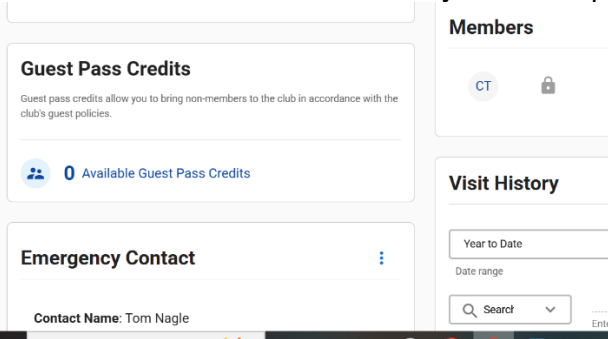 Members
CT
Guest Pass Credits
Guest pass credits allow you to bring non-members to the club in accordance with the
club's guest policies.
0 Available Guest Pass Credits
Visit History
Year to Date
Date range
Search
Emergency Contact
Contact Name: Tom Nagle